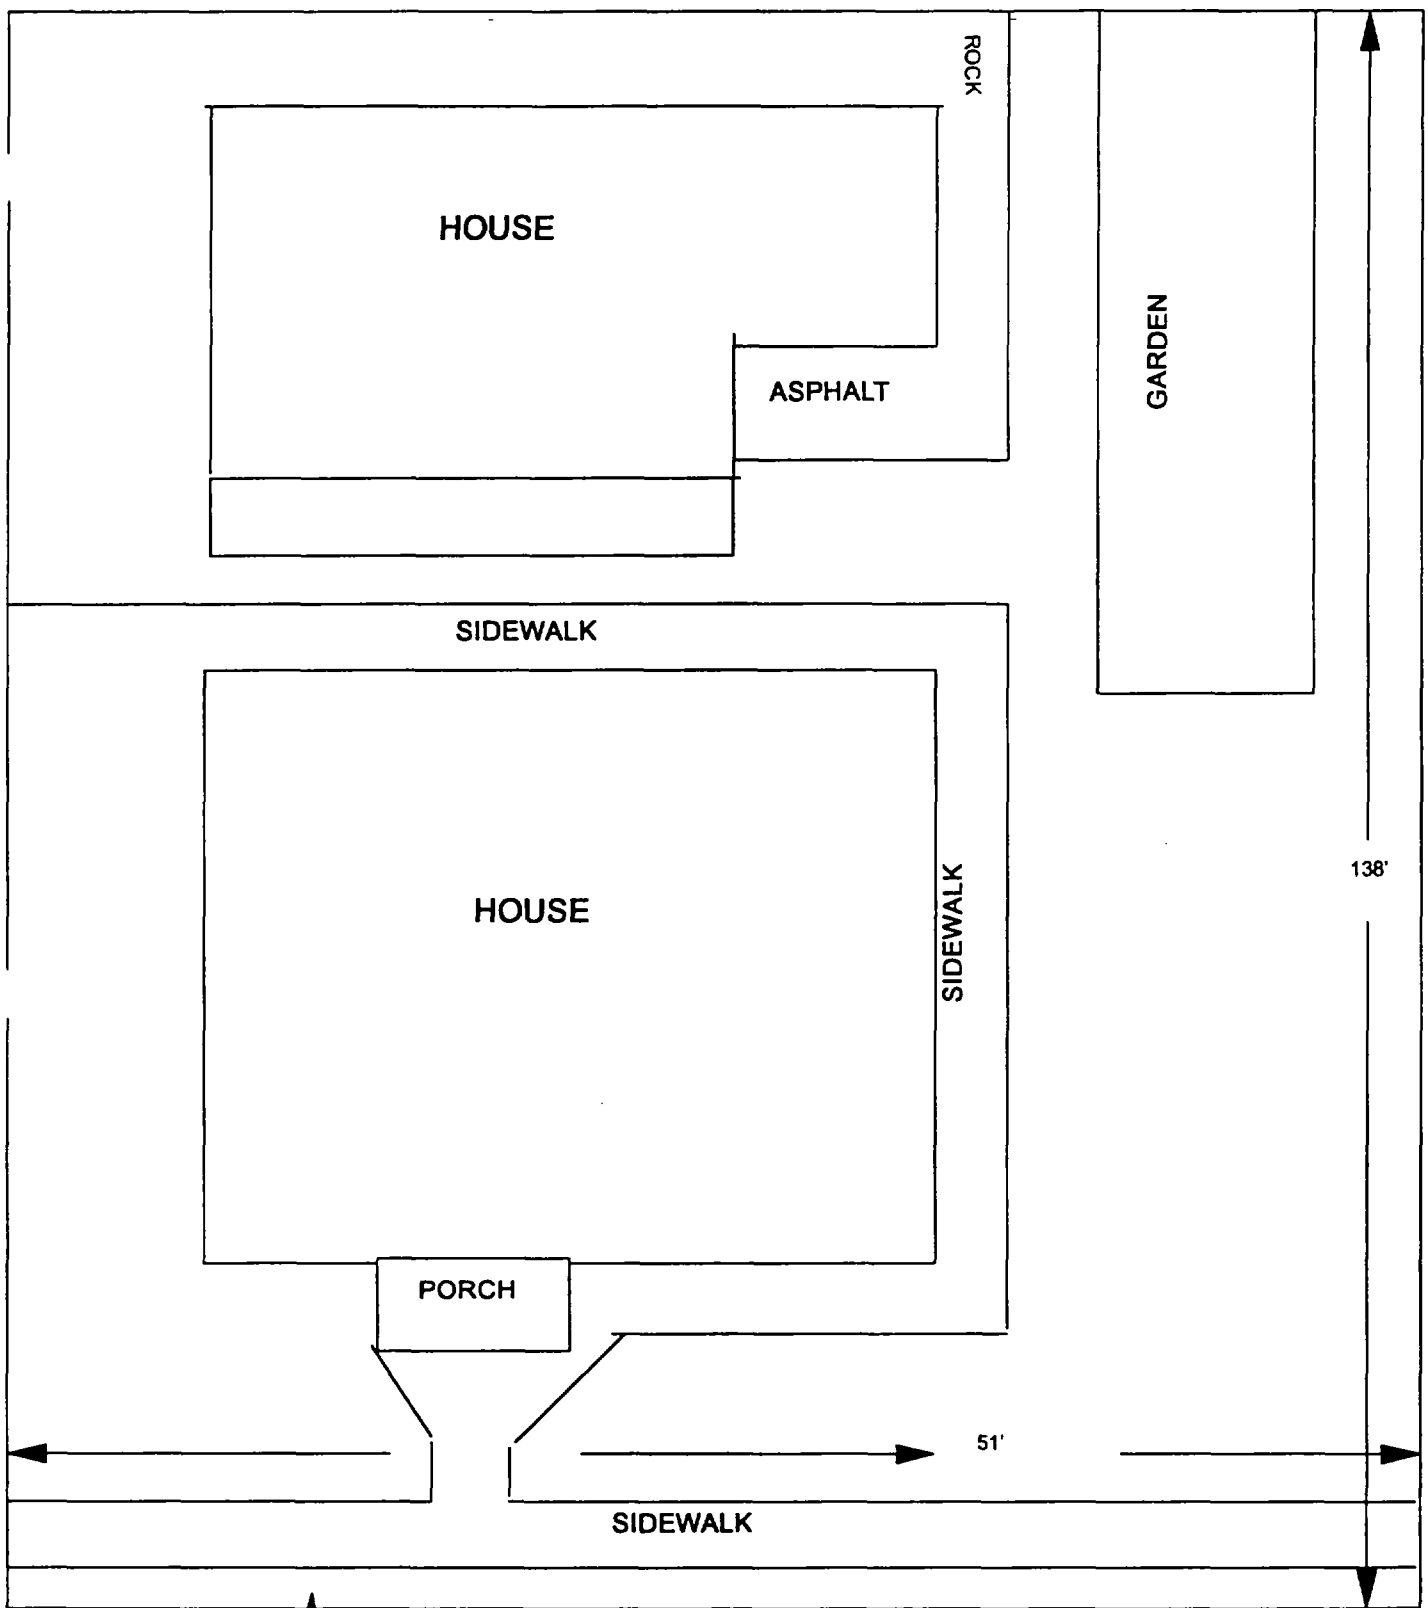 ROCK
HOUSE
GARDEN
ASPHALT
SIDEWALK
138'
SIDEWALK
HOUSE
PORCH
51'
SIDEWALK